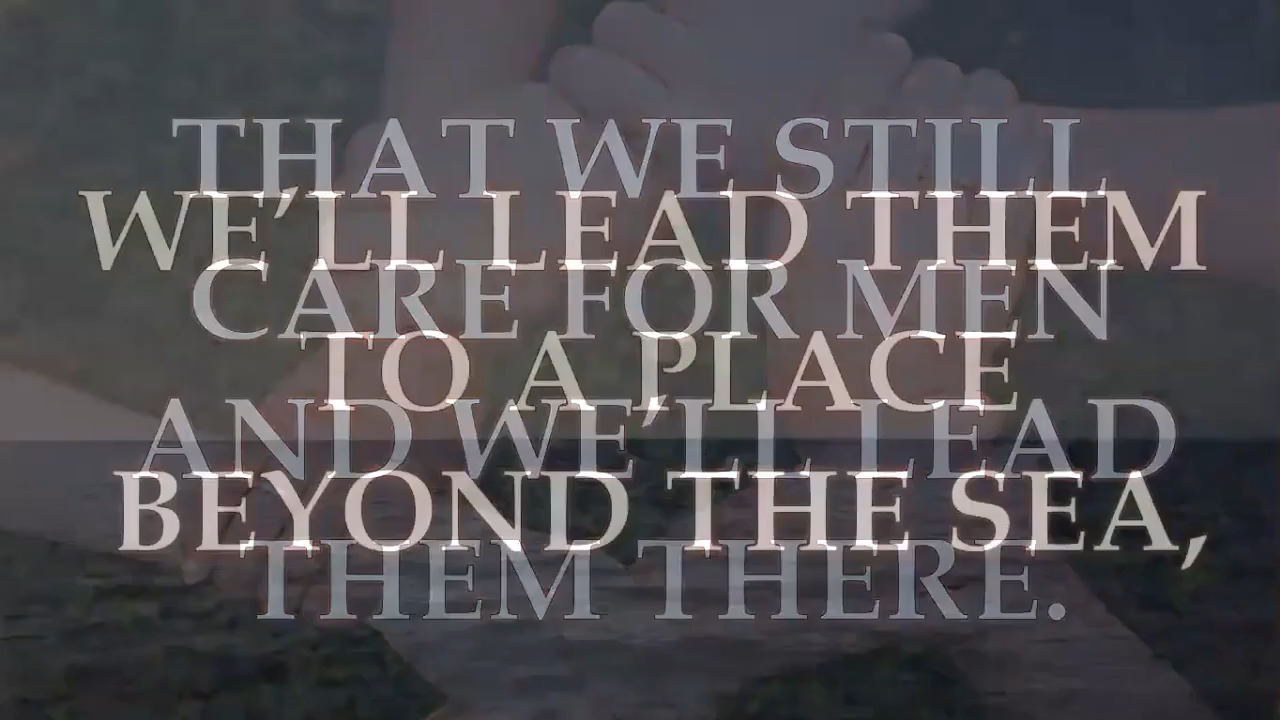 THAT WE STILL
WE'LL LEAD THEM
CARE FOR MEN
TO A PLACE
AND WE'LL LEAD
BEYOND THE SEA,
THEM THERE.